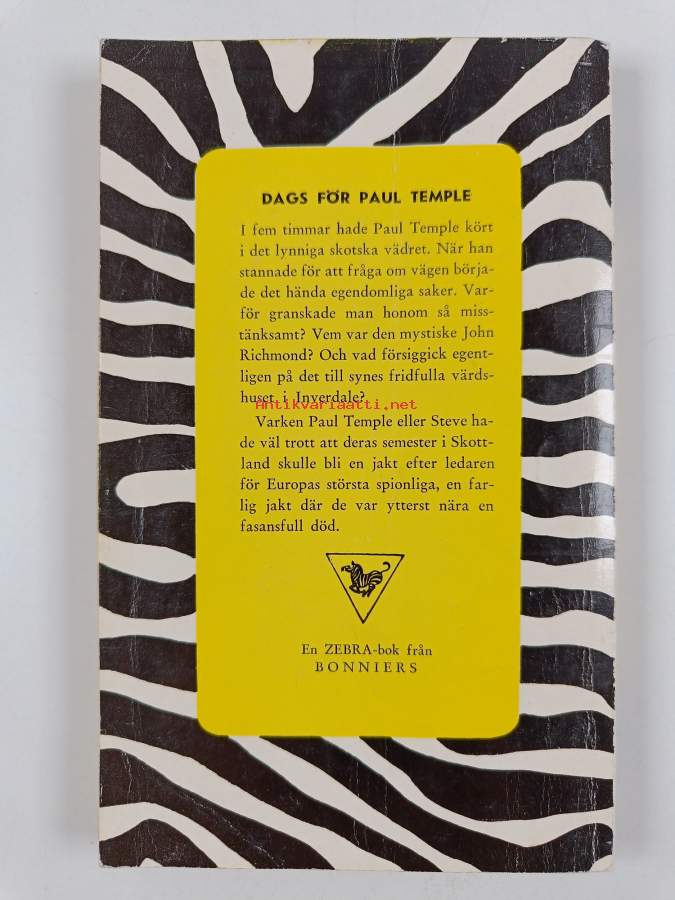 DAGS FÖR PAUL TEMPLE
I fem timmar hade Paul Temple kört
i det lynniga skotska vädret. När han
stannade för att fråga om vägen börja-
de det hända egendomliga saker. Var-
för granskade man honom så miss-
tänksamt? Vem var den mystiske John
Richmond? Och vad försiggick egent-
ligen på det till synes fridfulla värds-
huset i Inverdale?
Antikvariaatti.net
Varken Paul Temple eller Steve ha-
de väl trott att deras semester i Skott-
land skulle bli en jakt efter ledaren
för Europas största spionliga, en far-
lig jakt där de var ytterst nära en
fasansfull död.
En ZEBRA-bok från
BONNIERS